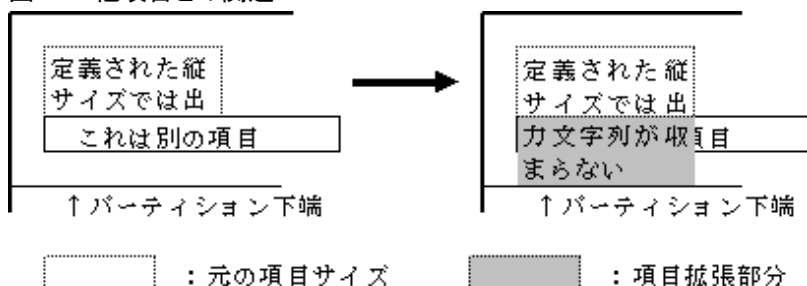 定義された縦
サイズでは出
これは別の項目
↑パーティション下端
定義された縦
サイズでは出
力文字列が収項目
まらない
↑パーティション下端
：元の項目サイズ
：項目拡張部分